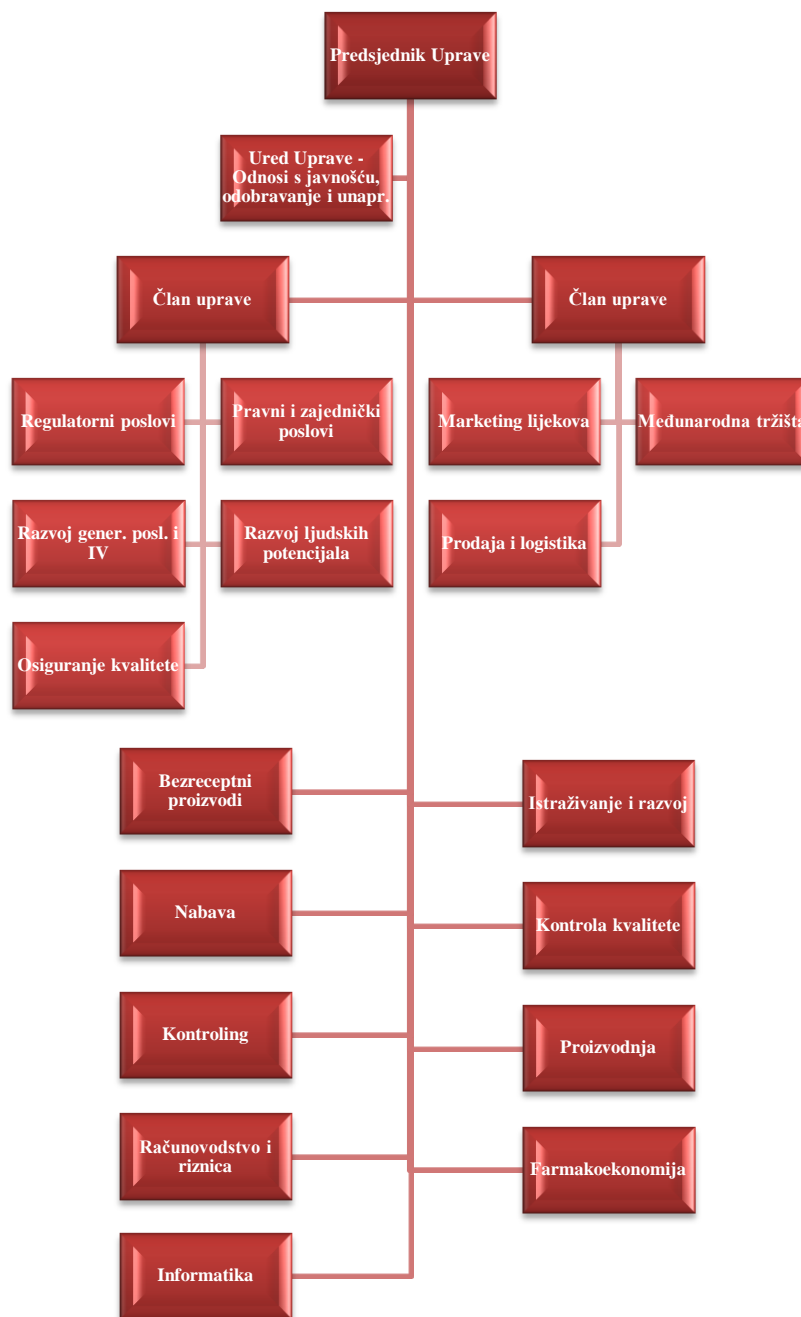 Predsjednik Uprave
Ured Uprave -
Odnosi s javnošću,
odobravanje i unapr.
Član uprave
Član uprave
Regulatorni poslovi
Pravni i zajednički
poslovi
Marketing lijekova
Međunarodna tržišta
Razvoj gener. posl. i
IV
Razvoj ljudskih
potencijala
Prodaja i logistika
Osiguranje kvalitete
Bezreceptni
proizvodi
Istraživanje i razvoj
Nabava
Kontrola kvalitete
Kontroling
Proizvodnja
Računovodstvo i
riznica
Farmakoekonomija
Informatika